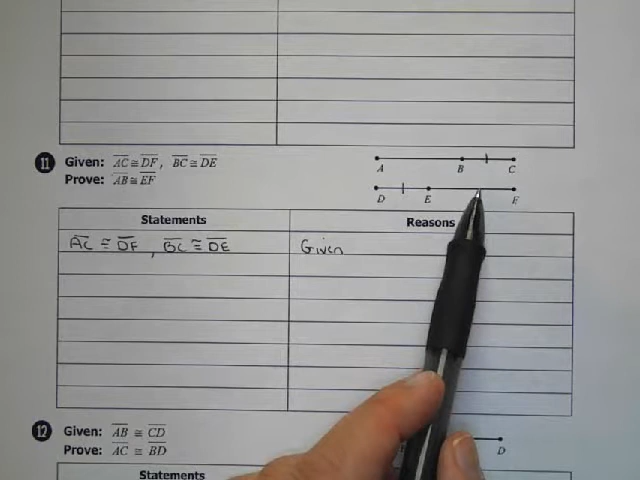 11 Given: AC ≅ DF, BC ≅ DE
Prove: AB ≅ EF
A B C
D E F
Statements Reasons
AC ≅ DF, BC ≅ DE Given
12 Given: AB ≅ CD
Prove: AC ≅ BD
D
Statements